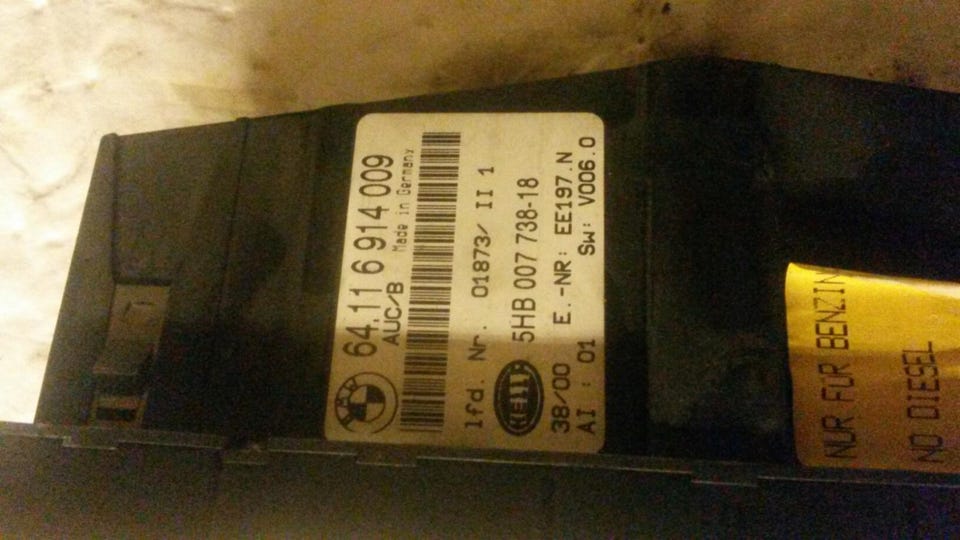 64.11 6 914 009
AUC/B Made in Germany
lfd. Nr. 01873/ II 1
HELLA 5HB 007 738-18
38/00 E.-NR: EE197.N
AI : 01 SW: V006.0
NUR FÜR BENZIN
NO DIESEL